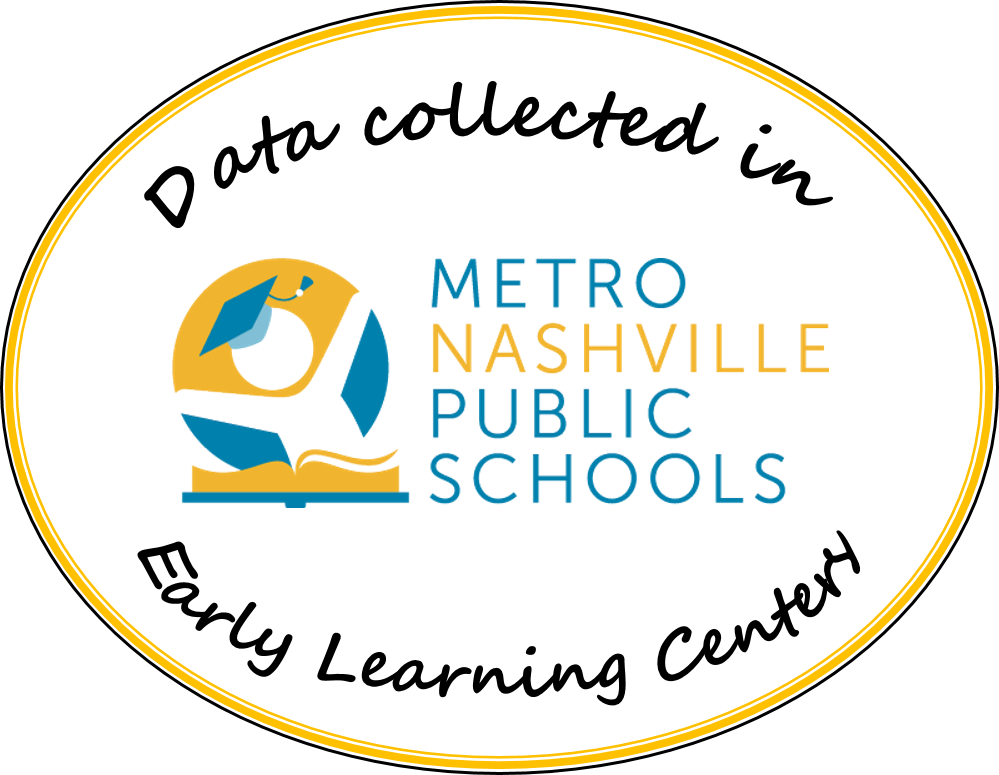 Data collected in
METRO
NASHVILLE
PUBLIC
SCHOOLS
Early Learning Center